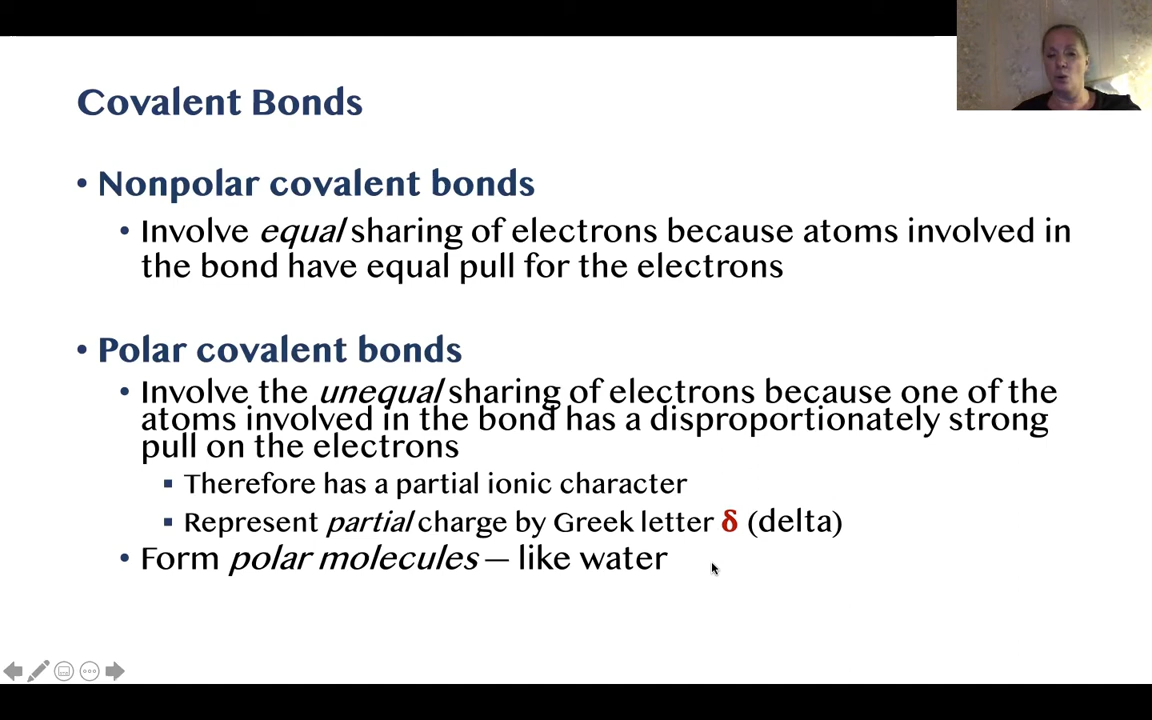 Covalent Bonds
• Nonpolar covalent bonds
• Involve equal sharing of electrons because atoms involved in
the bond have equal pull for the electrons
• Polar covalent bonds
• Involve the unequal sharing of electrons because one of the
atoms involved in the bond has a disproportionately strong
pull on the electrons
▪ Therefore has a partial ionic character
▪ Represent partial charge by Greek letter δ (delta)
• Form polar molecules – like water